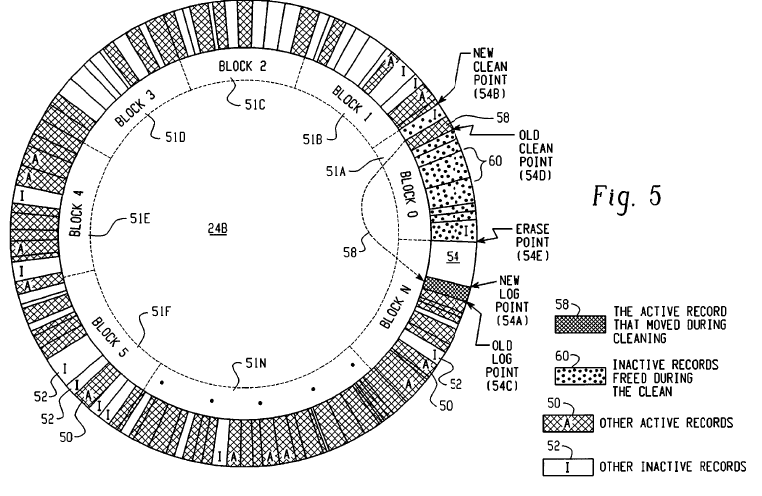 NEW
CLEAN
POINT
(54B)
58
OLD
CLEAN
POINT
(54D)
60
Fig. 5
ERASE
POINT
(54E)
54
NEW
LOG
POINT
(54A)
OLD
LOG
POINT
(54C)
BLOCK 2
51C
BLOCK 3
51D
BLOCK 1
51B
51A
BLOCK 0
BLOCK 4
51E
24B
58
BLOCK N
BLOCK 5
51F
51N
A
I
I
A
I
I
A
A
I
A
I
A
I
I
A
I
I
I
A
A
A
A
I
A
A
I
52
52
50
52
50
58
THE ACTIVE RECORD
THAT MOVED DURING
CLEANING
60
INACTIVE RECORDS
FREED DURING
THE CLEAN
50
A
OTHER ACTIVE RECORDS
52
I
OTHER INACTIVE RECORDS